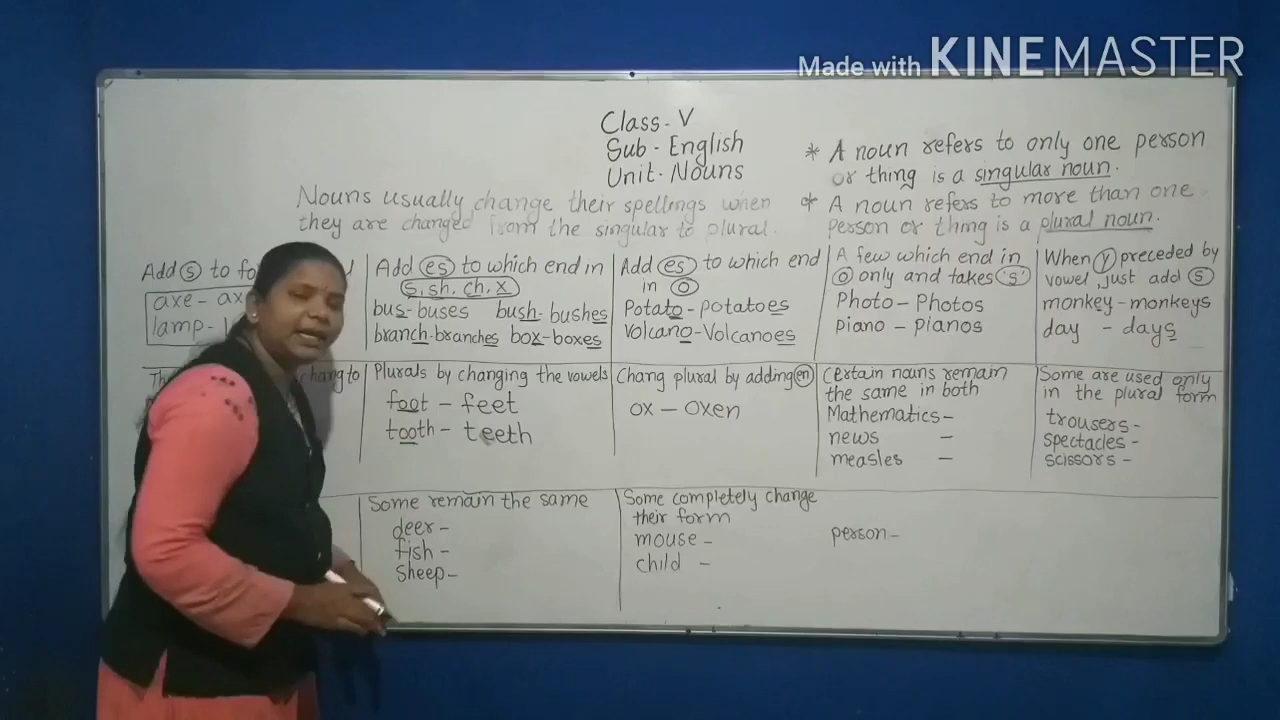 Made with KINEMASTER
Class - V
Sub - English
Unit - Nouns
* A noun refers to only one person
or thing is a singular noun.
* A noun refers to more than one
person or thing is a plural noun.
Nouns usually change their spellings when
they are changed from the singular to plural.
Add s to
axe - ax
lamp -
Add es to which end in
s, sh, ch, x
bus - buses bush - bushes
branch - branches box - boxes
Add es to which end
in o
Potato - potatoes
Volcano - Volcanoes
A few which end in
o only and takes 's'
Photo - Photos
piano - pianos
When y preceded by
vowel, just add s
monkey - monkeys
day - days
chang to
Plurals by changing the vowels
foot - feet
tooth - teeth
Chang plural by adding en
ox - oxen
Certain nouns remain
the same in both
Mathematics -
news -
measles -
Some are used only
in the plural form
trousers -
spectacles -
scissors -
Some remain the same
deer -
fish -
Sheep -
Some completely change
their form
mouse -
child -
person -